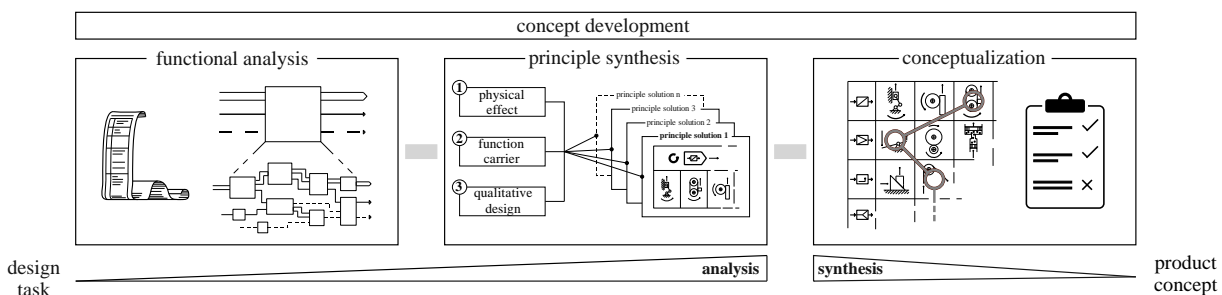 concept development
functional analysis
principle synthesis
conceptualization
1
physical
effect
2
function
carrier
3
qualitative
design
principle solution n
principle solution 3
principle solution 2
principle solution 1
design
task
analysis
synthesis
product
concept